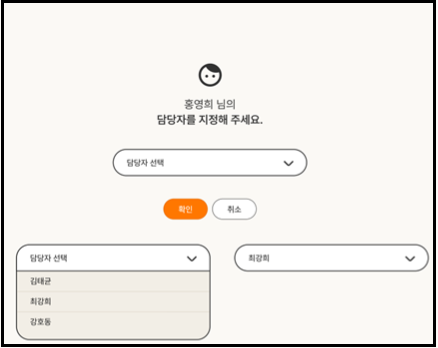 홍영희 님의
담당자를 지정해 주세요.
담당자 선택
확인 취소
담당자 선택
김태균
최강희
강호동
최강희